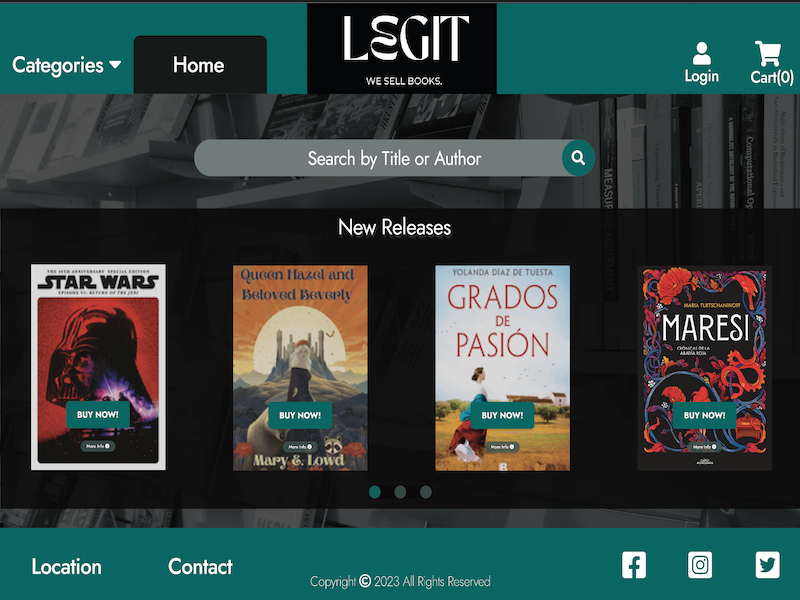 LEGIT
WE SELL BOOKS.
Categories
Home
Login
Cart(0)
Search by Title or Author
New Releases
THE 40TH ANNIVERSARY SPECIAL EDITION
STAR WARS
EPISODE VI: RETURN OF THE JEDI
BUY NOW!
More Info
Queen Hazel and
Beloved Beverly
BUY NOW!
More Info
Mary E. Lowd
YOLANDA DÍAZ DE TUESTA
GRADOS
DE
PASIÓN
BUY NOW!
More Info
B
MARIA TURTSCHANINOFF
MARESI
CRÓNICAS DE LA
ABADÍA ROJA
BUY NOW!
More Info
Location
Contact
Copyright © 2023 All Rights Reserved